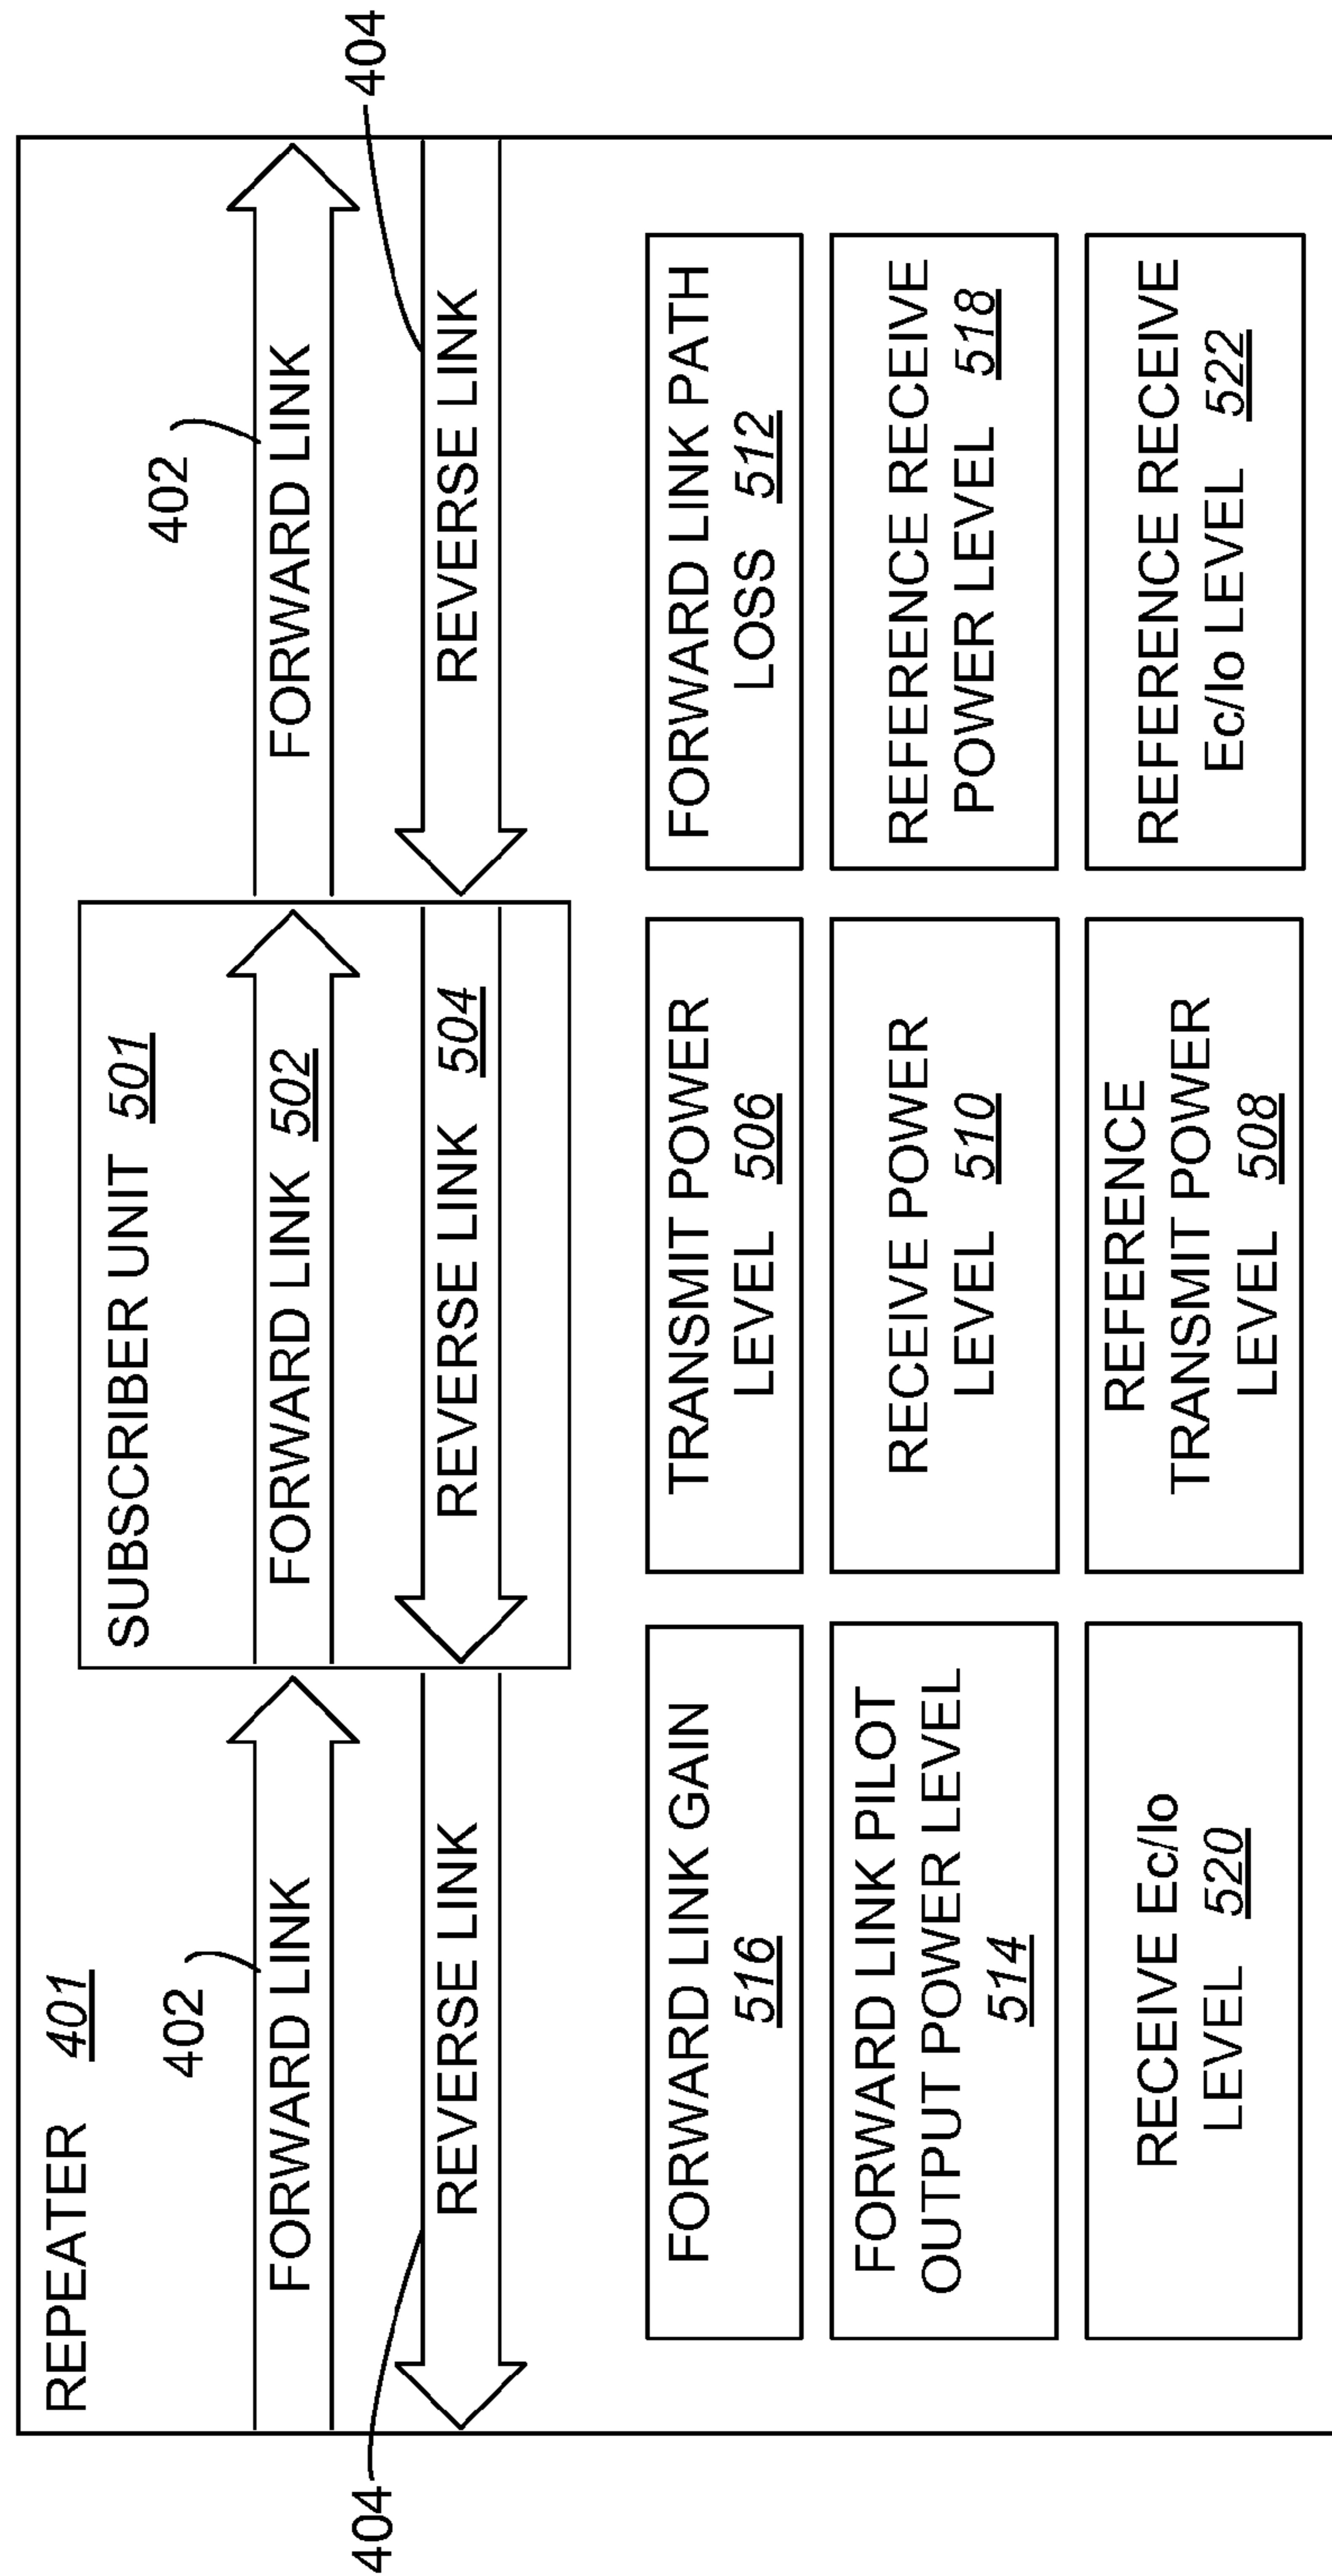 REPEATER 401
SUBSCRIBER UNIT 501
402
402
FORWARD LINK
FORWARD LINK 502
FORWARD LINK
404
404
REVERSE LINK
REVERSE LINK 504
REVERSE LINK
FORWARD LINK GAIN
516
TRANSMIT POWER
LEVEL 506
FORWARD LINK PATH
LOSS 512
FORWARD LINK PILOT
OUTPUT POWER LEVEL
514
RECEIVE POWER
LEVEL 510
REFERENCE RECEIVE
POWER LEVEL 518
RECEIVE Ec/Io
LEVEL 520
REFERENCE
TRANSMIT POWER
LEVEL 508
REFERENCE RECEIVE
Ec/Io LEVEL 522